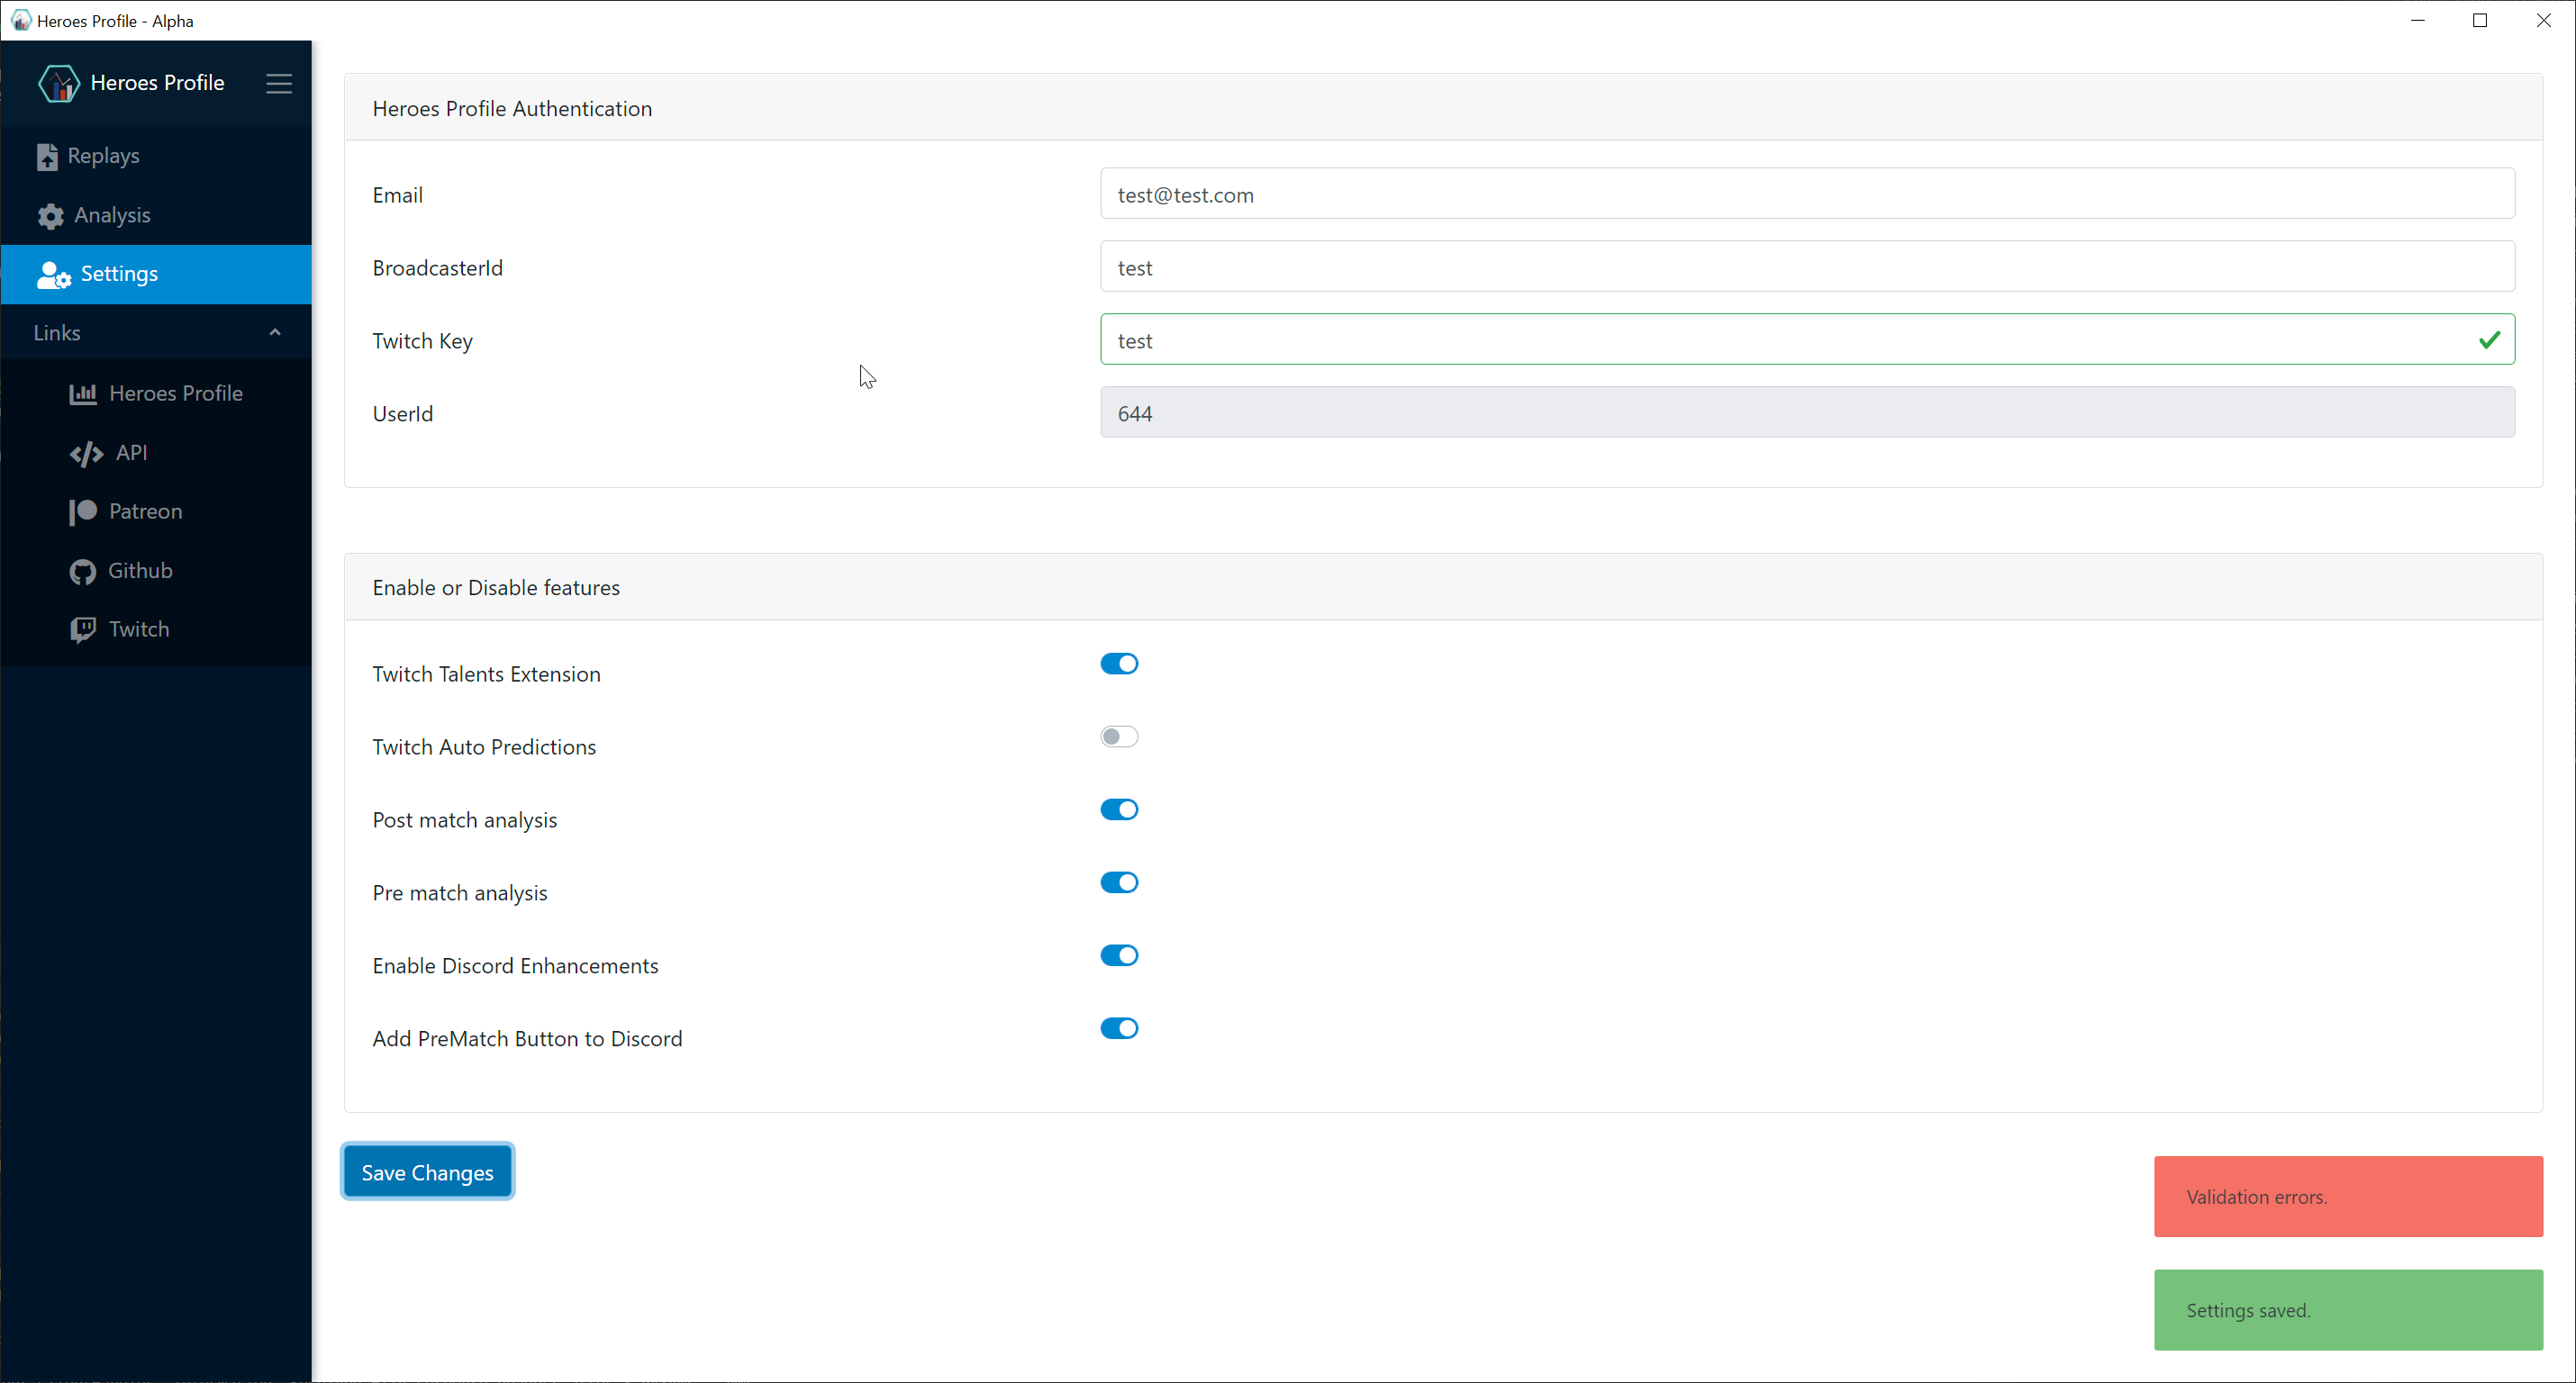 Heroes Profile - Alpha
Heroes Profile
Replays
Analysis
Settings
Links
Heroes Profile
API
Patreon
Github
Twitch
Heroes Profile Authentication
Email
test@test.com
BroadcasterId
test
Twitch Key
test
UserId
644
Enable or Disable features
Twitch Talents Extension
Twitch Auto Predictions
Post match analysis
Pre match analysis
Enable Discord Enhancements
Add PreMatch Button to Discord
Save Changes
Validation errors.
Settings saved.